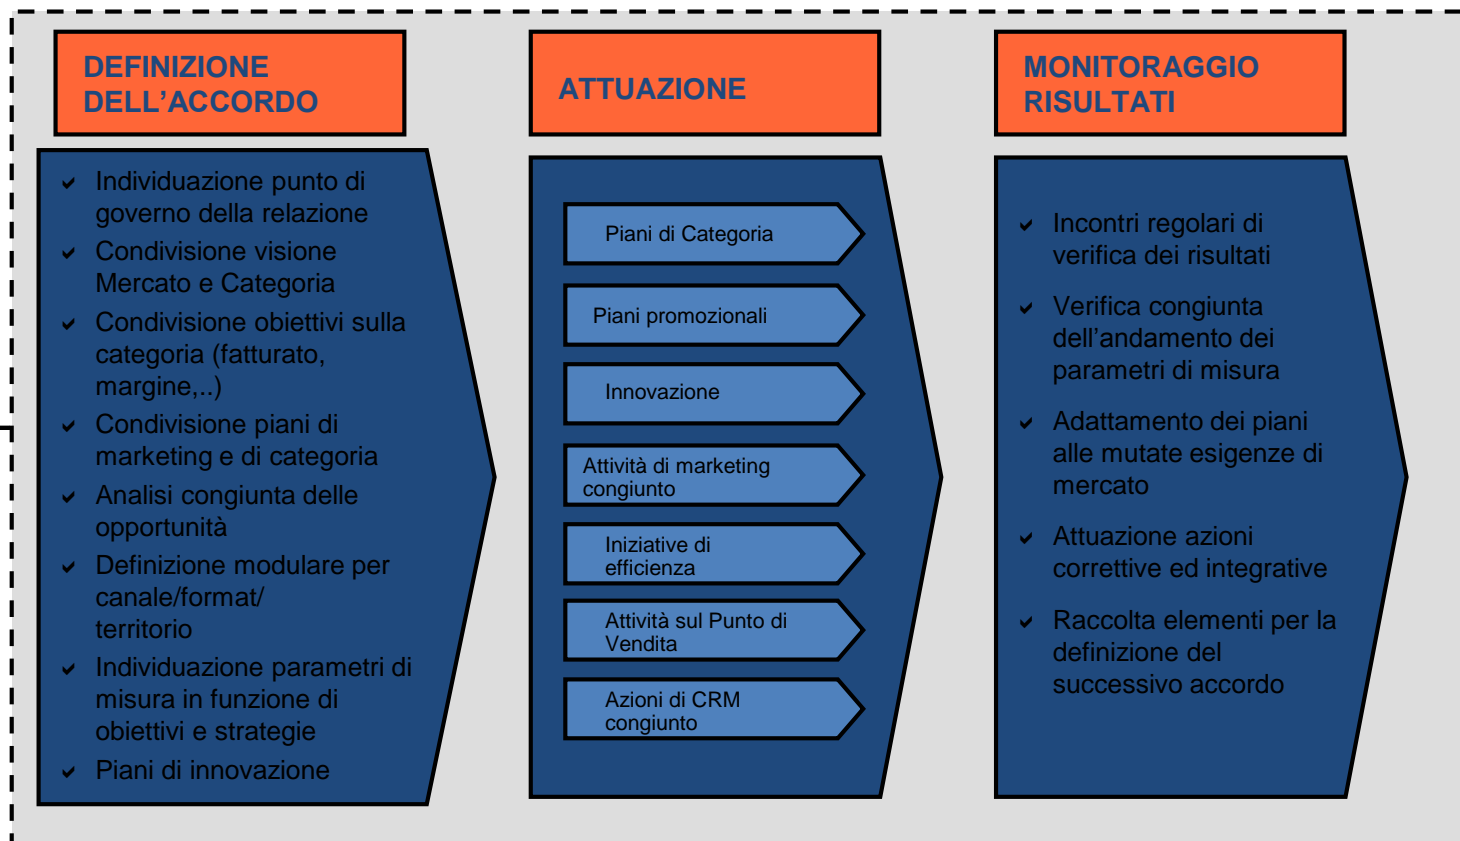 DEFINIZIONE
DELL’ACCORDO
Individuazione punto di
governo della relazione
Condivisione visione
Mercato e Categoria
Condivisione obiettivi sulla
categoria (fatturato,
margine,..)
Condivisione piani di
marketing e di categoria
Analisi congiunta delle
opportunità
Definizione modulare per
canale/format/
territorio
Individuazione parametri di
misura in funzione di
obiettivi e strategie
Piani di innovazione
ATTUAZIONE
Piani di Categoria
Piani promozionali
Innovazione
Attività di marketing
congiunto
Iniziative di
efficienza
Attività sul Punto di
Vendita
Azioni di CRM
congiunto
MONITORAGGIO
RISULTATI
Incontri regolari di
verifica dei risultati
Verifica congiunta
dell’andamento dei
parametri di misura
Adattamento dei piani
alle mutate esigenze di
mercato
Attuazione azioni
correttive ed integrative
Raccolta elementi per la
definizione del
successivo accordo